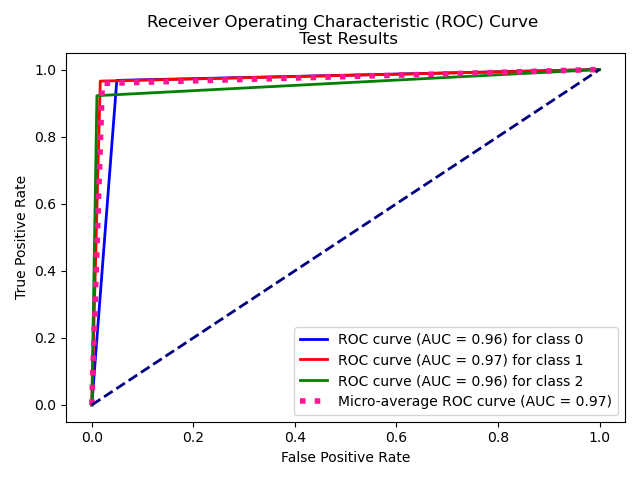 Receiver Operating Characteristic (ROC) Curve
Test Results
True Positive Rate
1.0
0.8
0.6
0.4
0.2
0.0
ROC curve (AUC = 0.96) for class 0
ROC curve (AUC = 0.97) for class 1
ROC curve (AUC = 0.96) for class 2
Micro-average ROC curve (AUC = 0.97)
0.0 0.2 0.4 0.6 0.8 1.0
False Positive Rate